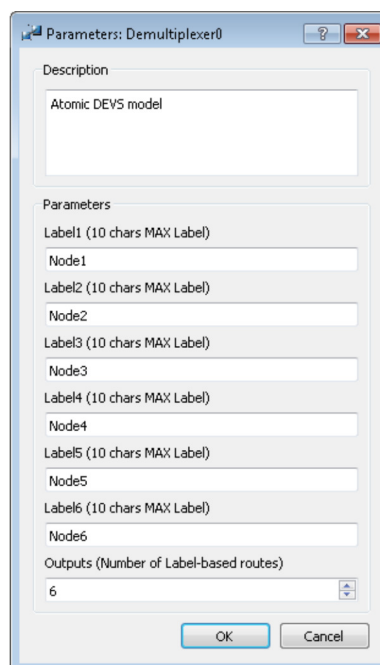 Parameters: Demultiplexer0
Description
Atomic DEVS model
Parameters
Label1 (10 chars MAX Label)
Node1
Label2 (10 chars MAX Label)
Node2
Label3 (10 chars MAX Label)
Node3
Label4 (10 chars MAX Label)
Node4
Label5 (10 chars MAX Label)
Node5
Label6 (10 chars MAX Label)
Node6
Outputs (Number of Label-based routes)
6
OK Cancel